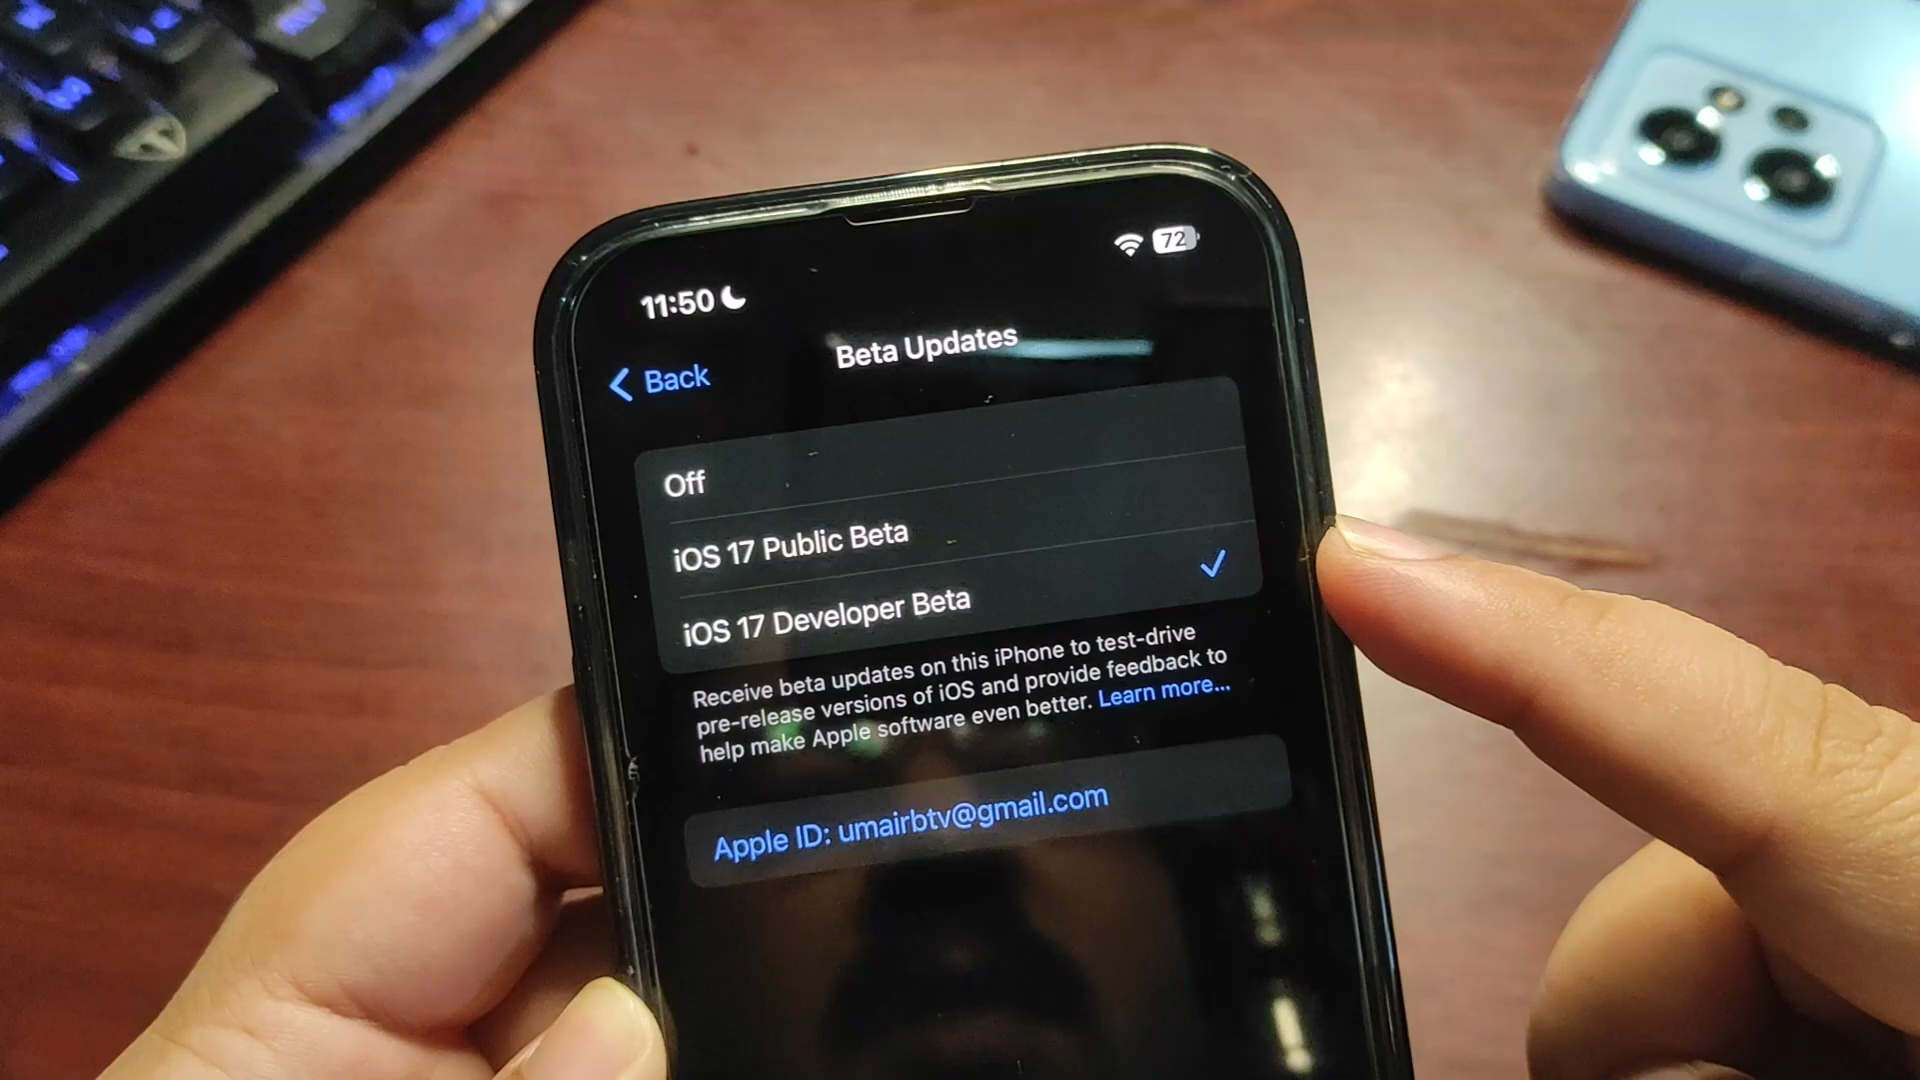 11:50
72
Beta Updates
Back
Off
iOS 17 Public Beta
iOS 17 Developer Beta
Receive beta updates on this iPhone to test-drive
pre-release versions of iOS and provide feedback to
help make Apple software even better. Learn more...
Apple ID: umairbtv@gmail.com